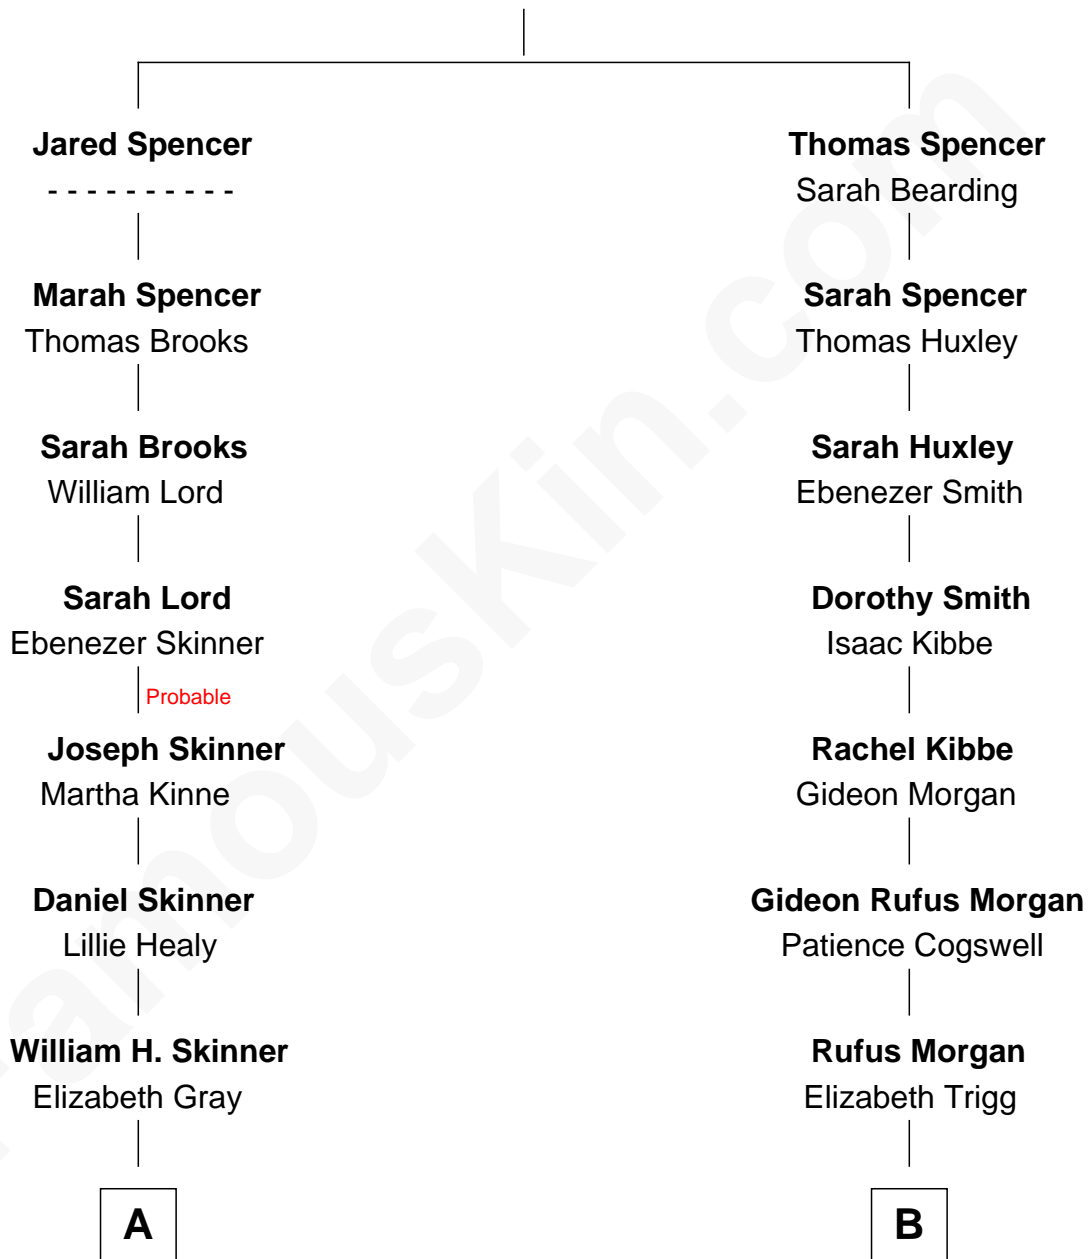 Jared Spencer
- - - - - - - - - -
Marah Spencer
Thomas Brooks
Sarah Brooks
William Lord
Sarah Lord
Ebenezer Skinner
Probable
Joseph Skinner
Martha Kinne
Daniel Skinner
Lillie Healy
William H. Skinner
Elizabeth Gray
A
Thomas Spencer
Sarah Bearding
Sarah Spencer
Thomas Huxley
Sarah Huxley
Ebenezer Smith
Dorothy Smith
Isaac Kibbe
Rachel Kibbe
Gideon Morgan
Gideon Rufus Morgan
Patience Cogswell
Rufus Morgan
Elizabeth Trigg
B
FamousKin.com